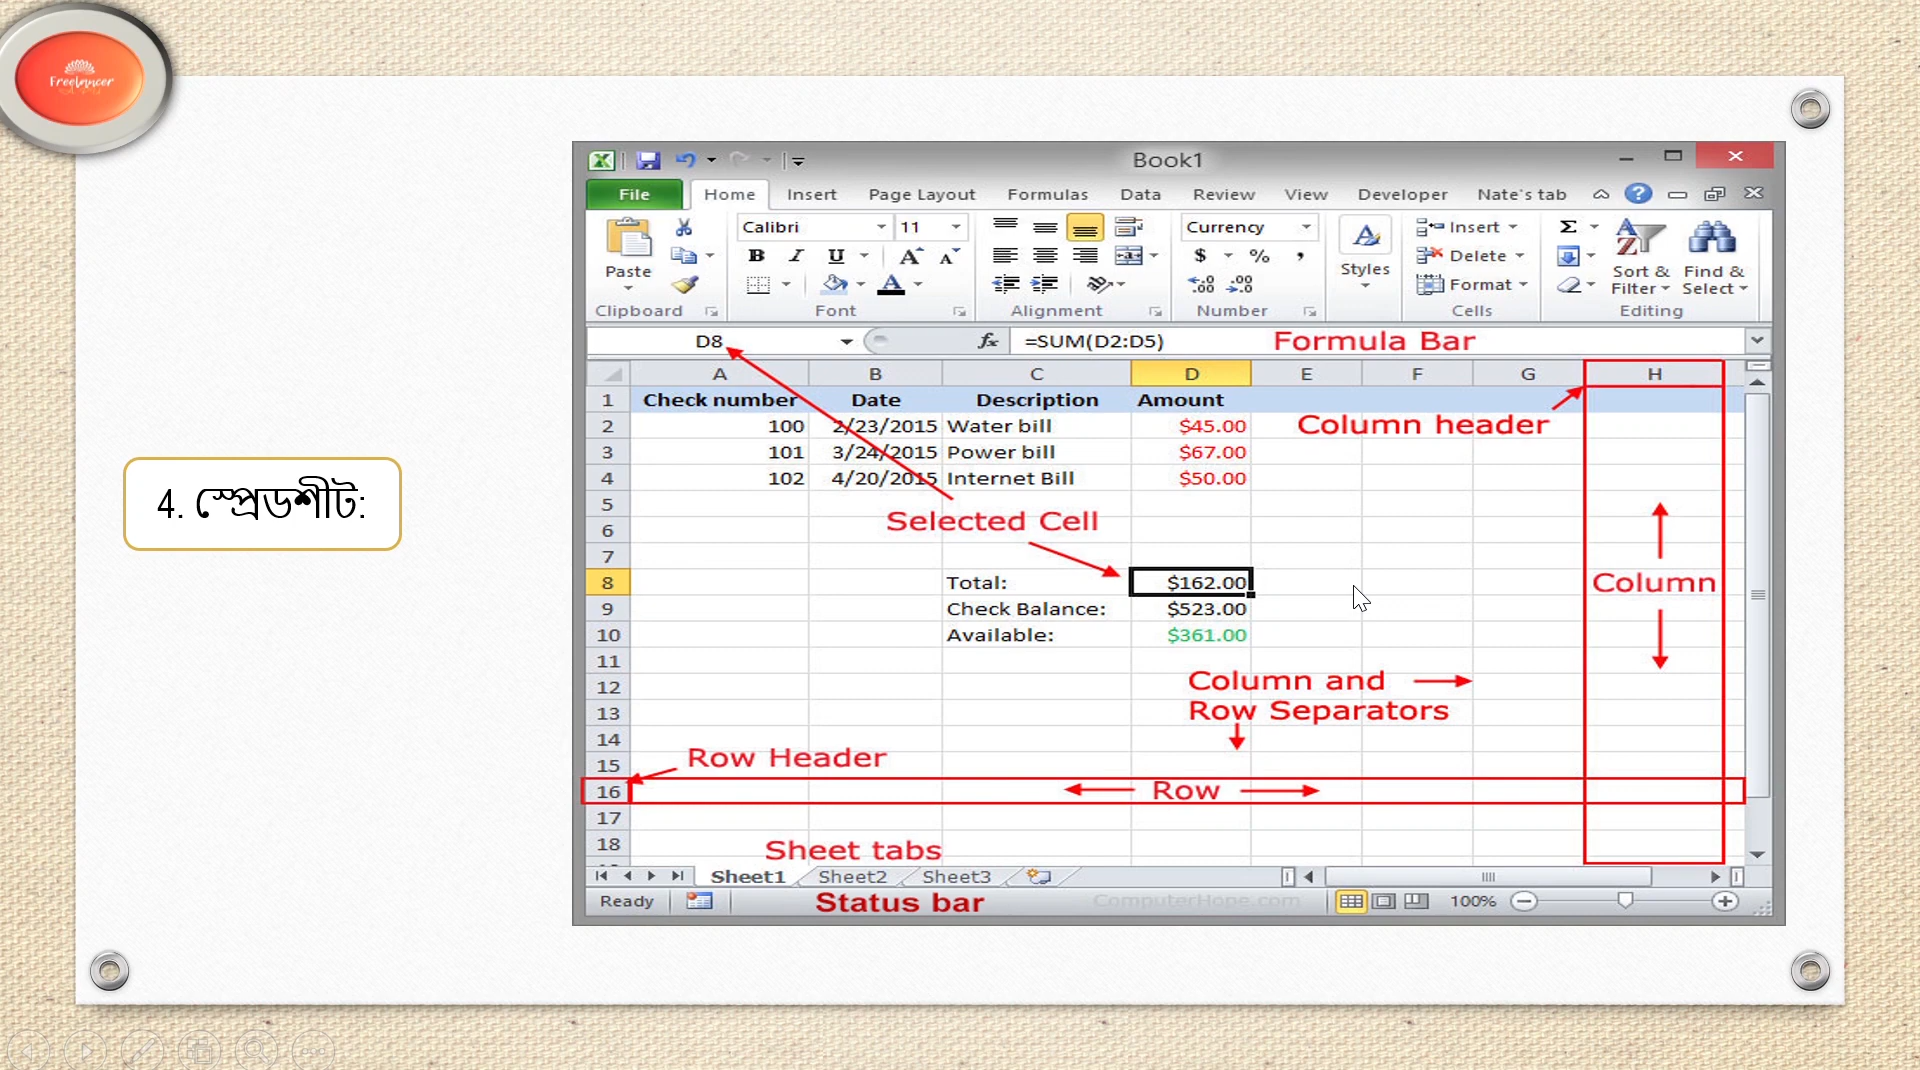 Freelancer
Book1
File Home Insert Page Layout Formulas Data Review View Developer Nate's tab
Calibri 11 Currency Insert
B I U $ % , Delete
Paste Styles Format Sort & Filter Find & Select
Clipboard Font Alignment Number Cells Editing
D8 fx =SUM(D2:D5) Formula Bar
A B C D E F G H
1 Check number Date Description Amount
2 100 2/23/2015 Water bill $45.00 Column header
3 101 3/24/2015 Power bill $67.00
4 102 4/20/2015 Internet Bill $50.00
4. স্প্রেডশীট:
5
Selected Cell
6
7
8 Total: $162.00 Column
9 Check Balance: $523.00
10 Available: $361.00
11
12 Column and
13 Row Separators
14
Row Header
15
16 Row
17
18
Sheet tabs
Sheet1 Sheet2 Sheet3
Ready Status bar ComputerHope.com 100%